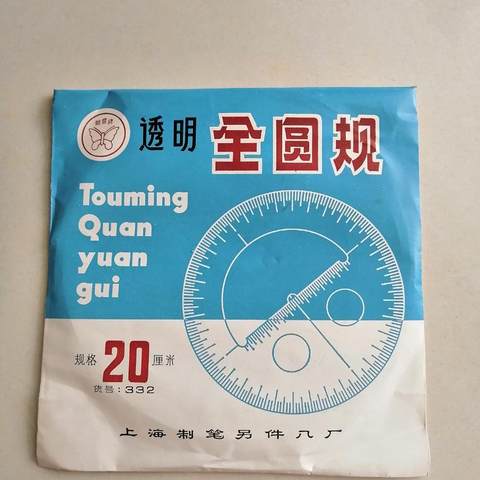 透明 全圆规
Touming
Quan
yuan
gui
规格 20 厘米
货号:332
上海制笔另件八厂